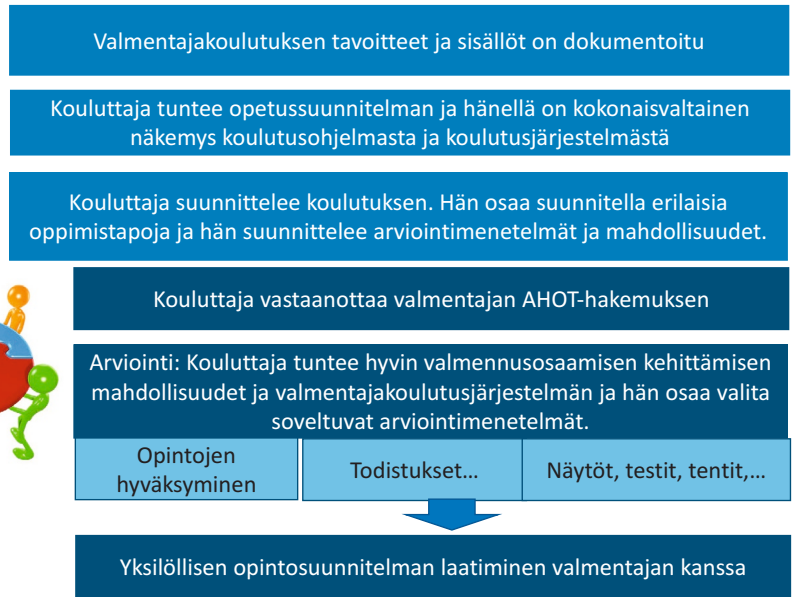 Valmentajakoulutuksen tavoitteet ja sisällöt on dokumentoitu
Kouluttaja tuntee opetussuunnitelman ja hänellä on kokonaisvaltainen
näkemys koulutusohjelmasta ja koulutusjärjestelmästä
Kouluttaja suunnittelee koulutuksen. Hän osaa suunnitella erilaisia
oppimistapoja ja hän suunnittelee arviointimenetelmät ja mahdollisuudet.
Kouluttaja vastaanottaa valmentajan AHOT-hakemuksen
Arviointi: Kouluttaja tuntee hyvin valmennusosaamisen kehittämisen
mahdollisuudet ja valmentajakoulutusjärjestelmän ja hän osaa valita
soveltuvat arviointimenetelmät.
Opintojen
hyväksyminen
Todistukset…
Näytöt, testit, tentit,…
Yksilöllisen opintosuunnitelman laatiminen valmentajan kanssa